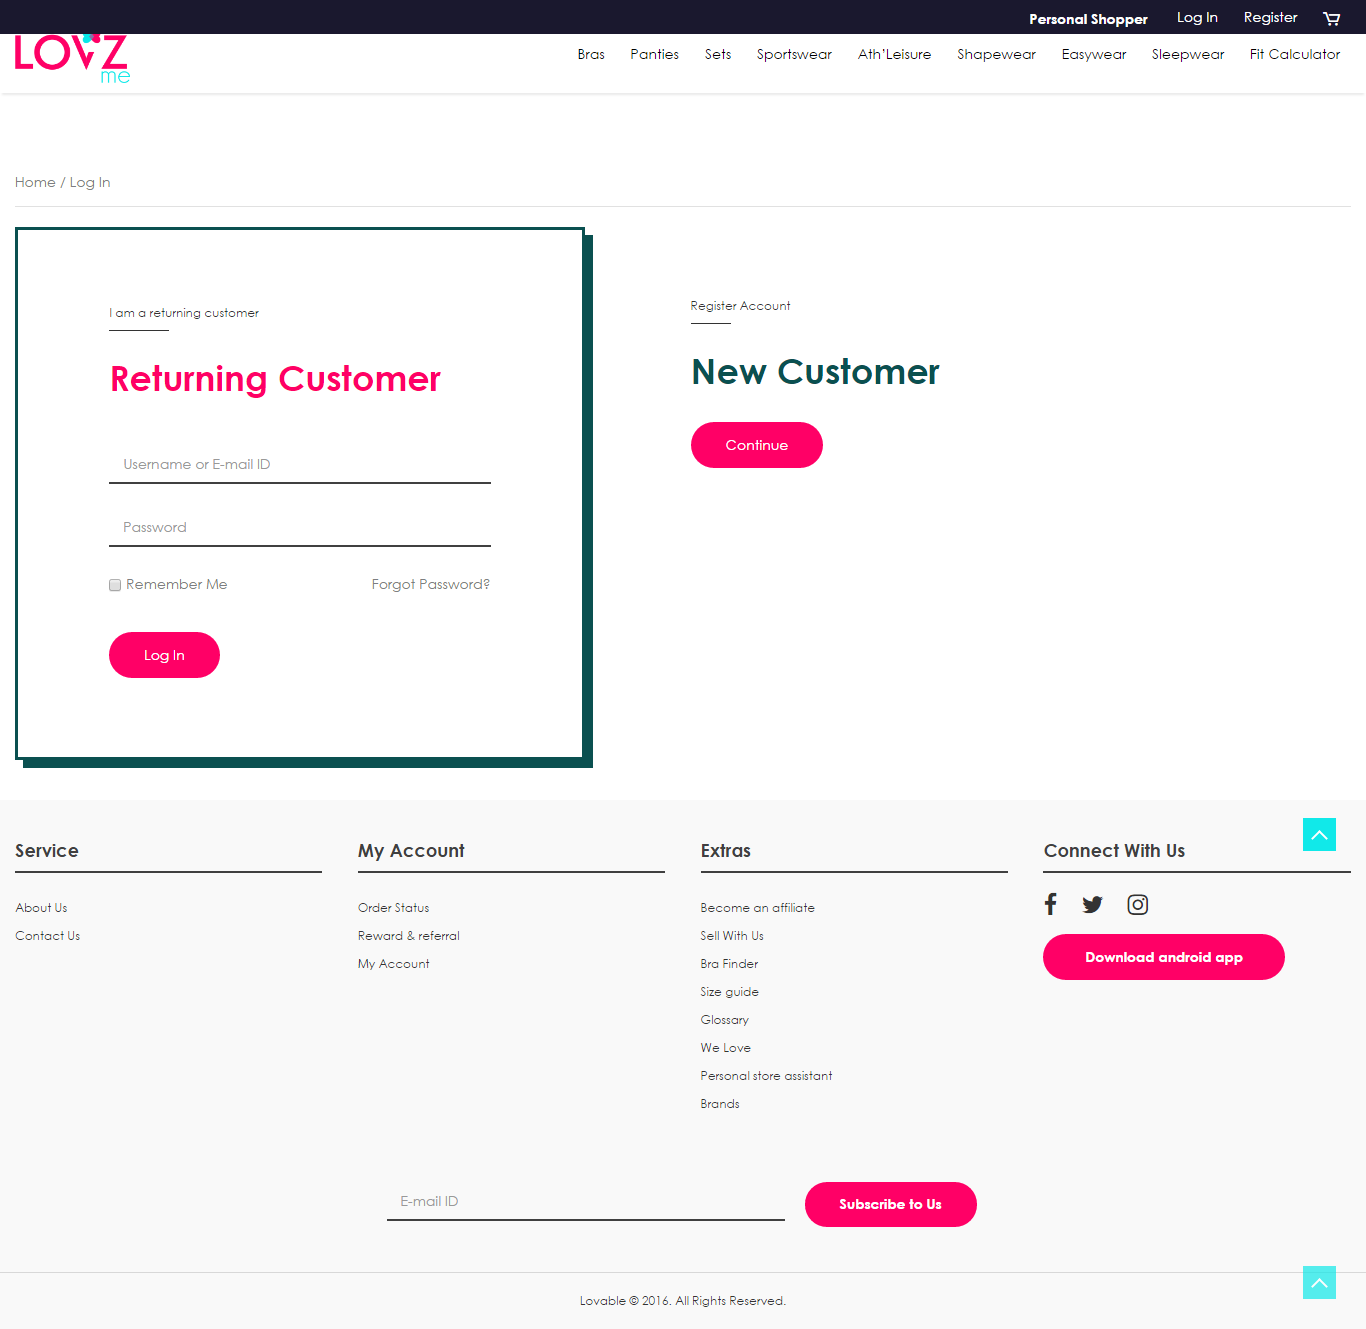 Personal Shopper Log In Register
LOVZ
me
Bras Panties Sets Sportswear Ath'Leisure Shapewear Easywear Sleepwear Fit Calculator
Home / Log In
I am a returning customer
Returning Customer
Username or E-mail ID
Password
Remember Me Forgot Password?
Log In
Register Account
New Customer
Continue
Service
About Us
Contact Us
My Account
Order Status
Reward & referral
My Account
Extras
Become an affiliate
Sell With Us
Bra Finder
Size guide
Glossary
We Love
Personal store assistant
Brands
Connect With Us
Download android app
E-mail ID
Subscribe to Us
Lovable © 2016. All Rights Reserved.